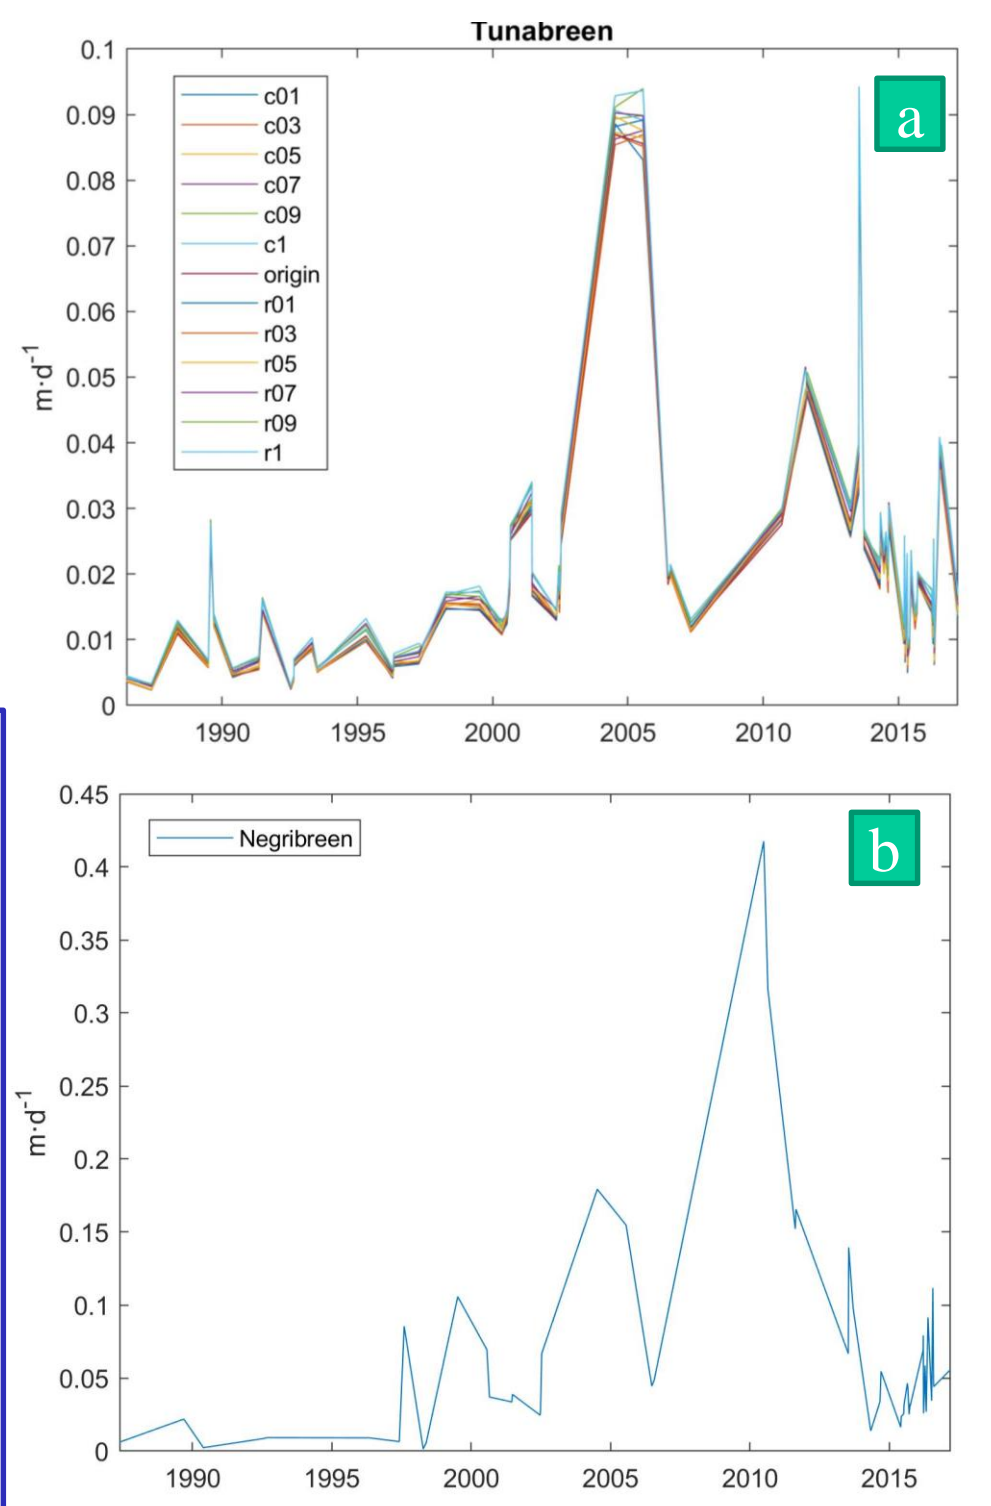 Tunabreen
0.1
0.09
0.08
0.07
0.06
0.05
0.04
0.03
0.02
0.01
0
m·d⁻¹
c01
c03
c05
c07
c09
c1
origin
r01
r03
r05
r07
r09
r1
a
1990 1995 2000 2005 2010 2015
0.45
0.4
0.35
0.3
0.25
0.2
0.15
0.1
0.05
0
m·d⁻¹
Negribreen
b
1990 1995 2000 2005 2010 2015